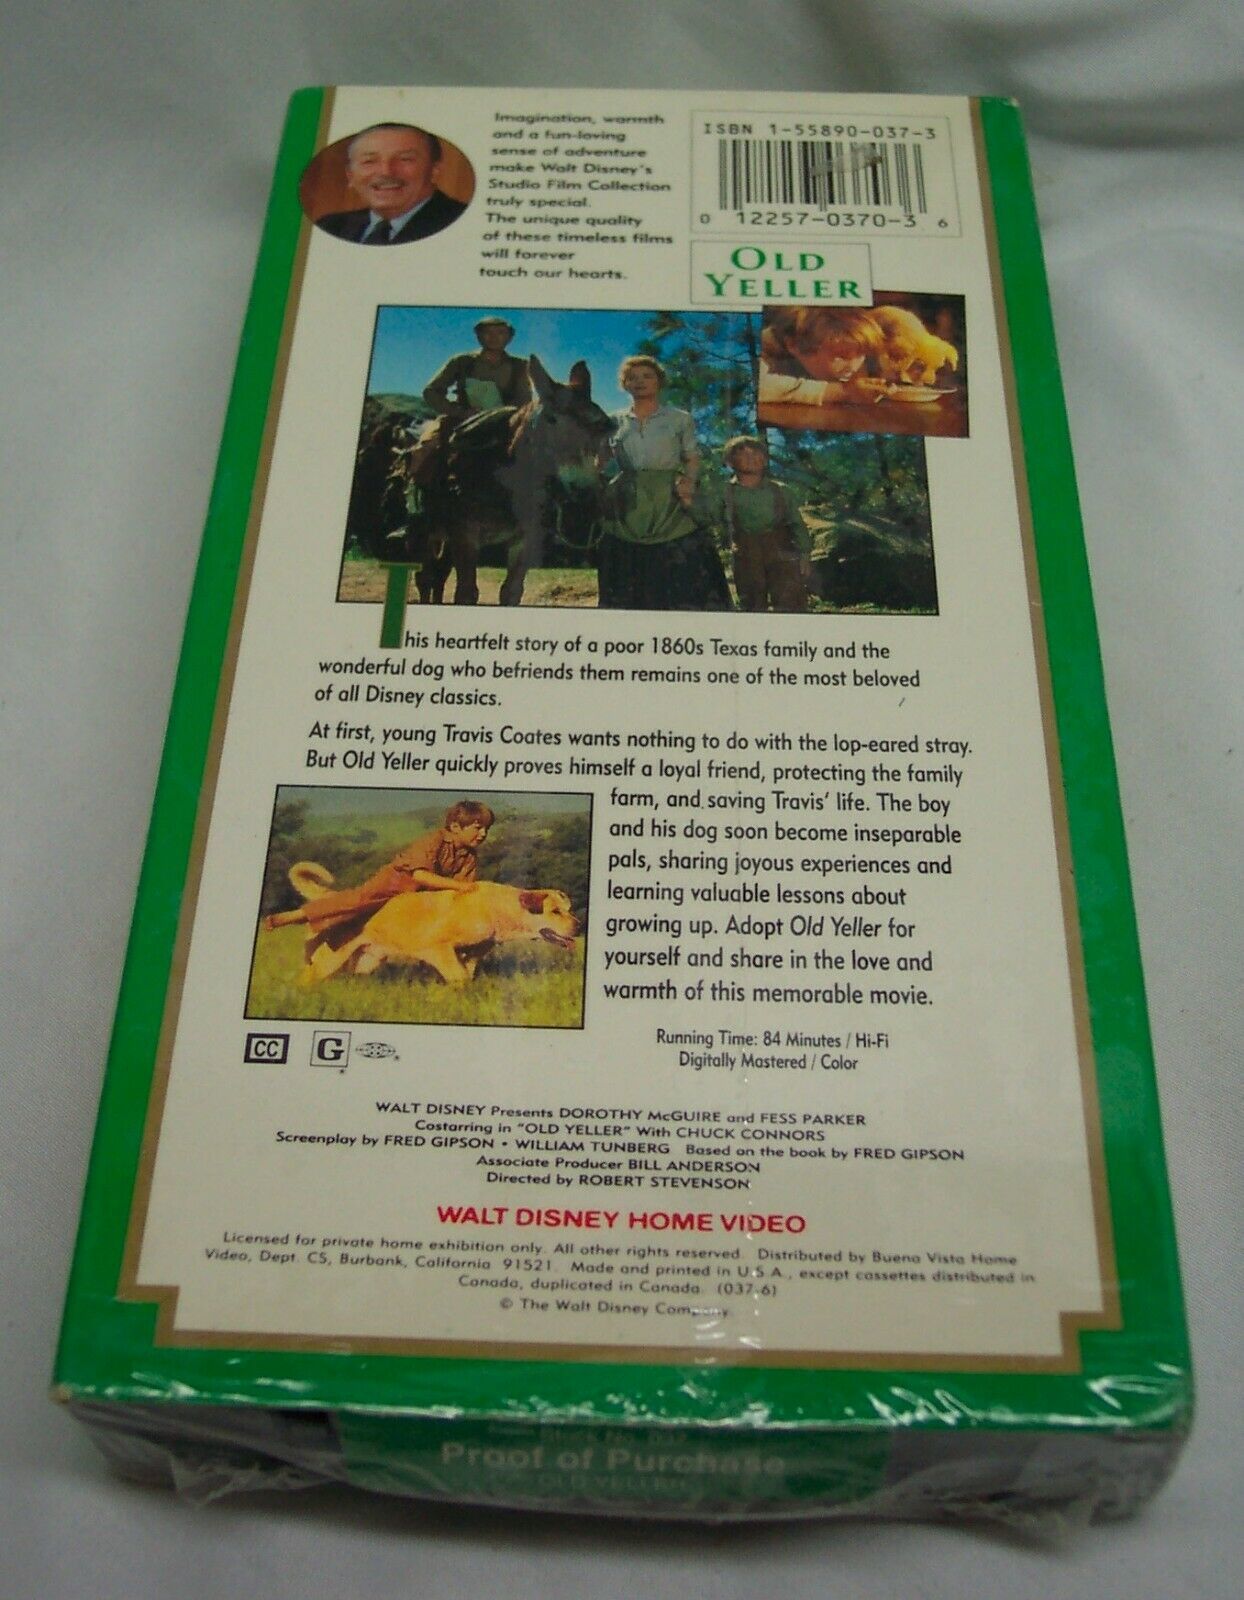 Imagination, warmth
and a fun-loving
sense of adventure
make Walt Disney's
Studio Film Collection
truly special.
The unique quality
of these timeless films
will forever
touch our hearts.
ISBN 1-55890-037-3
0 12257-0370-3 6
OLD
YELLER
This heartfelt story of a poor 1860s Texas family and the
wonderful dog who befriends them remains one of the most beloved
of all Disney classics.
At first, young Travis Coates wants nothing to do with the lop-eared stray.
But Old Yeller quickly proves himself a loyal friend, protecting the family
farm, and saving Travis' life. The boy
and his dog soon become inseparable
pals, sharing joyous experiences and
learning valuable lessons about
growing up. Adopt Old Yeller for
yourself and share in the love and
warmth of this memorable movie.
CC G
Running Time: 84 Minutes / Hi-Fi
Digitally Mastered / Color
WALT DISNEY Presents DOROTHY McGUIRE and FESS PARKER
Costarring in "OLD YELLER" With CHUCK CONNORS
Screenplay by FRED GIPSON • WILLIAM TUNBERG Based on the book by FRED GIPSON
Associate Producer BILL ANDERSON
Directed by ROBERT STEVENSON
WALT DISNEY HOME VIDEO
Licensed for private home exhibition only. All other rights reserved. Distributed by Buena Vista Home
Video, Dept. CS, Burbank, California 91521. Made and printed in U.S.A., except cassettes distributed in
Canada, duplicated in Canada. (037-6)
© The Walt Disney Company
Stock No. 037
Proof of Purchase
OLD YELLER